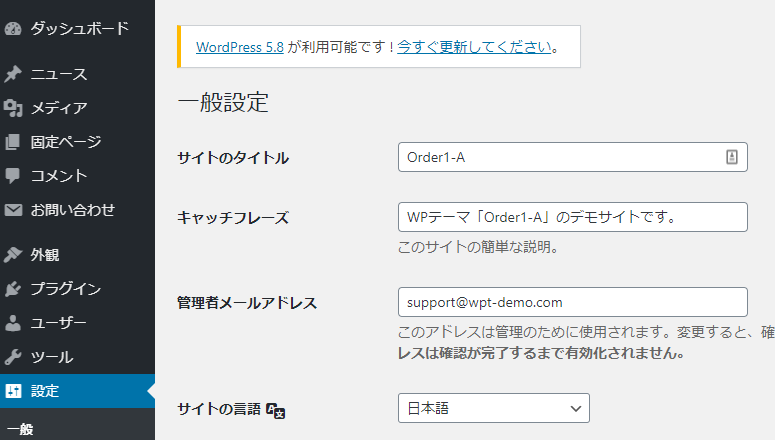 ダッシュボード
ニュース
メディア
固定ページ
コメント
お問い合わせ
外観
プラグイン
ユーザー
ツール
設定
一般
WordPress 5.8 が利用可能です ! 今すぐ更新してください。
一般設定
サイトのタイトル
Order1-A
キャッチフレーズ
WPテーマ「Order1-A」のデモサイトです。
このサイトの簡単な説明。
管理者メールアドレス
support@wpt-demo.com
このアドレスは管理のために使用されます。変更すると、確
レスは確認が完了するまで有効化されません。
サイトの言語
日本語